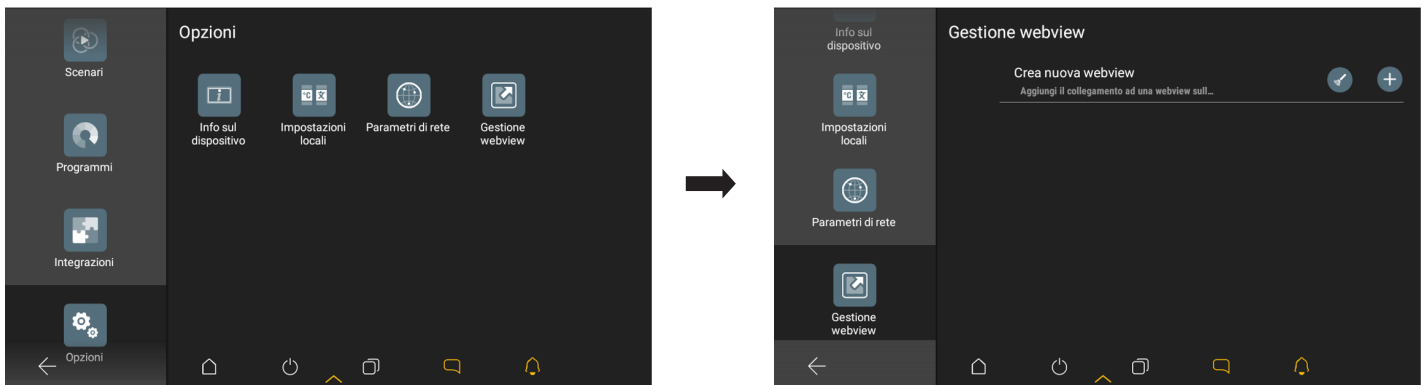 Scenari
Programmi
Integrazioni
Opzioni
Opzioni
Info sul
dispositivo
Impostazioni
locali
Parametri di rete
Gestione
webview
Info sul
dispositivo
Impostazioni
locali
Parametri di rete
Gestione
webview
Gestione webview
Crea nuova webview
Aggiungi il collegamento ad una webview sull…